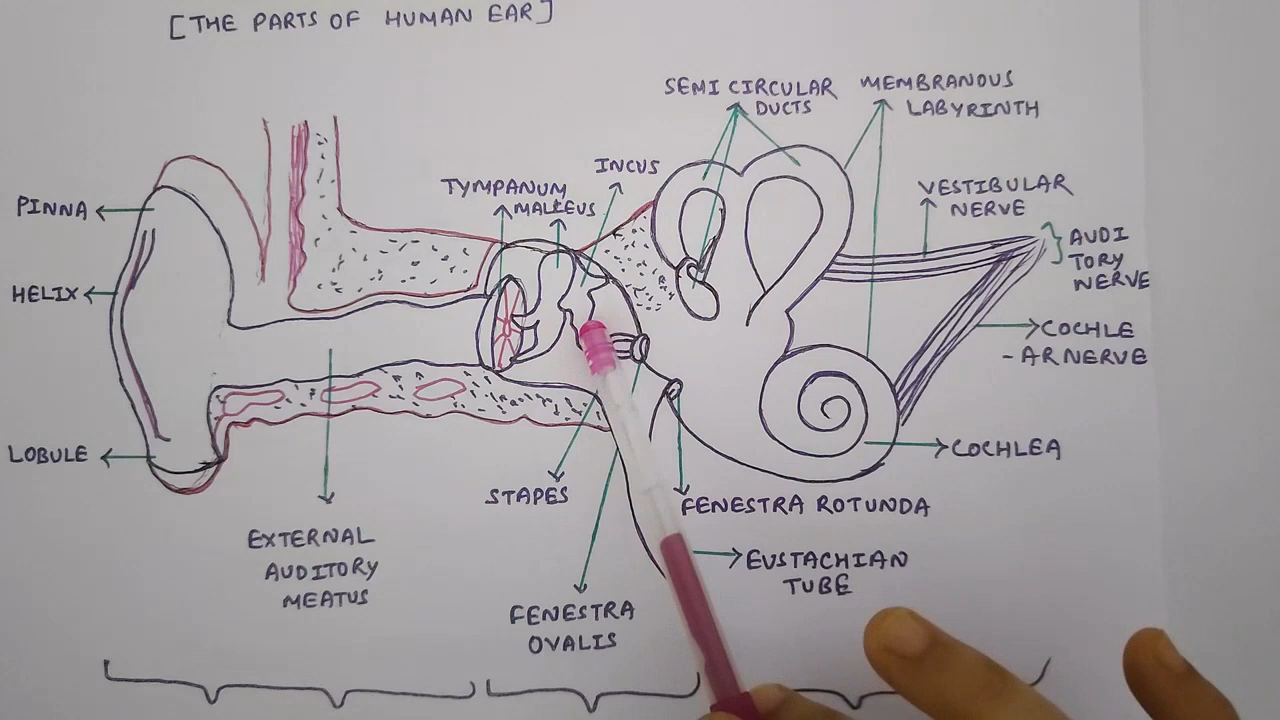 [THE PARTS OF HUMAN EAR]
SEMI CIRCULAR
DUCTS
MEMBRANOUS
LABYRINTH
INCUS
TYMPANUM
MALLEUS
VESTIBULAR
NERVE
PINNA
AUDI
TORY
NERVE
HELIX
COCHLE
-AR NERVE
LOBULE
COCHLEA
STAPES
FENESTRA ROTUNDA
EXTERNAL
AUDITORY
MEATUS
EUSTACHIAN
TUBE
FENESTRA
OVALIS